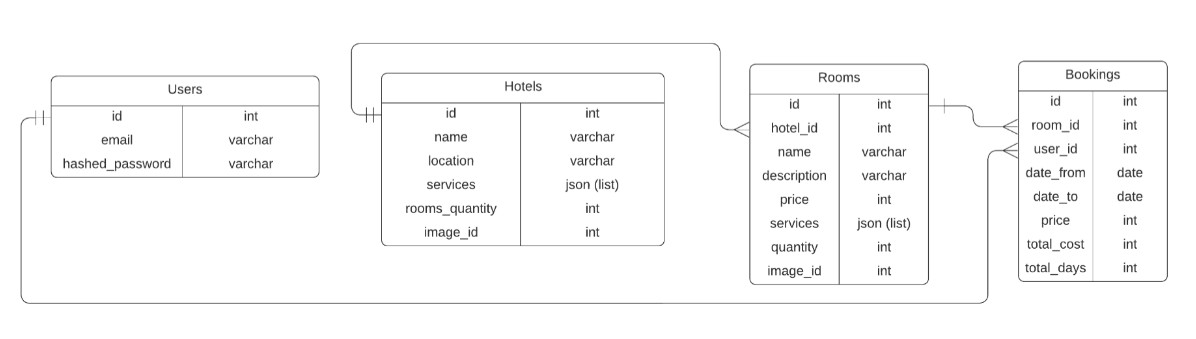 Users
id int
email varchar
hashed_password varchar
Hotels
id int
name varchar
location varchar
services json (list)
rooms_quantity int
image_id int
Rooms
id int
hotel_id int
name varchar
description varchar
price int
services json (list)
quantity int
image_id int
Bookings
id int
room_id int
user_id int
date_from date
date_to date
price int
total_cost int
total_days int